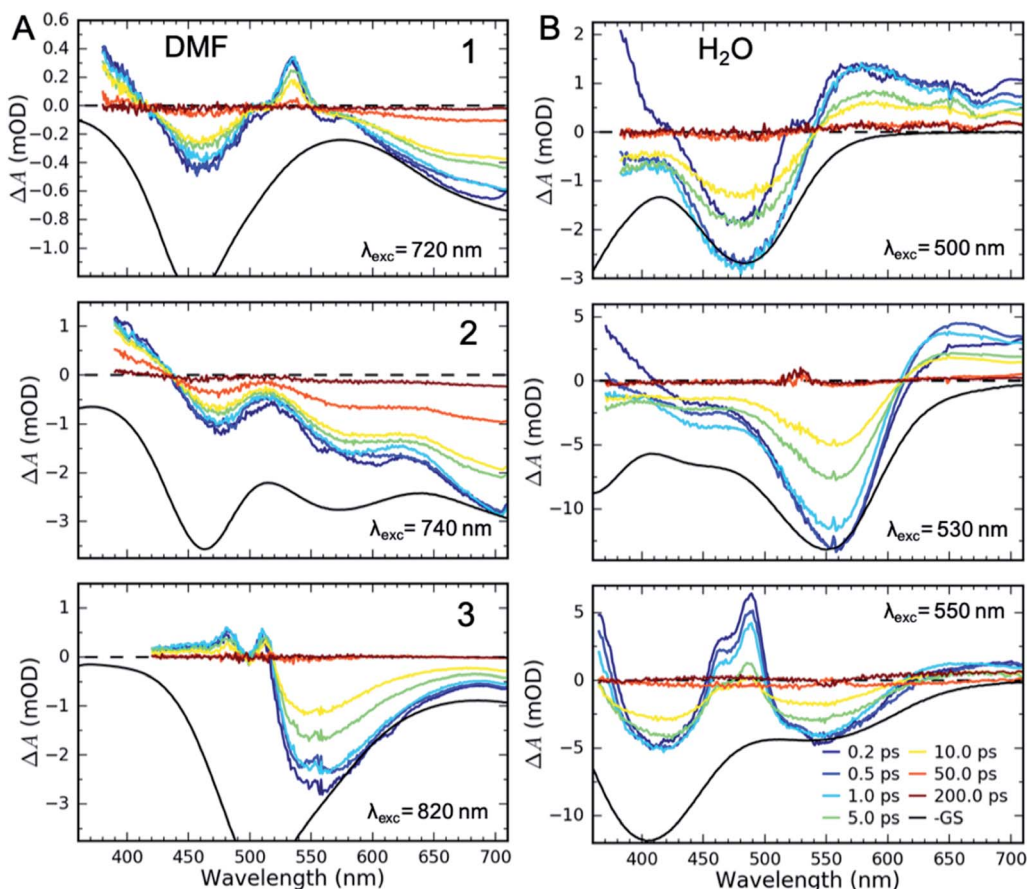 A
DMF
1
0.6
0.4
0.2
0.0
−0.2
−0.4
−0.6
−0.8
−1.0
ΔA (mOD)
λexc= 720 nm
2
1
0
−1
−2
−3
ΔA (mOD)
λexc= 740 nm
3
1
0
−1
−2
−3
ΔA (mOD)
λexc= 820 nm
400 450 500 550 600 650 700
Wavelength (nm)
B
H2O
2
1
0
−1
−2
−3
ΔA (mOD)
λexc= 500 nm
5
0
−5
−10
ΔA (mOD)
λexc= 530 nm
5
0
−5
−10
ΔA (mOD)
λexc= 550 nm
0.2 ps 10.0 ps
0.5 ps 50.0 ps
1.0 ps 200.0 ps
5.0 ps -GS
400 450 500 550 600 650 700
Wavelength (nm)